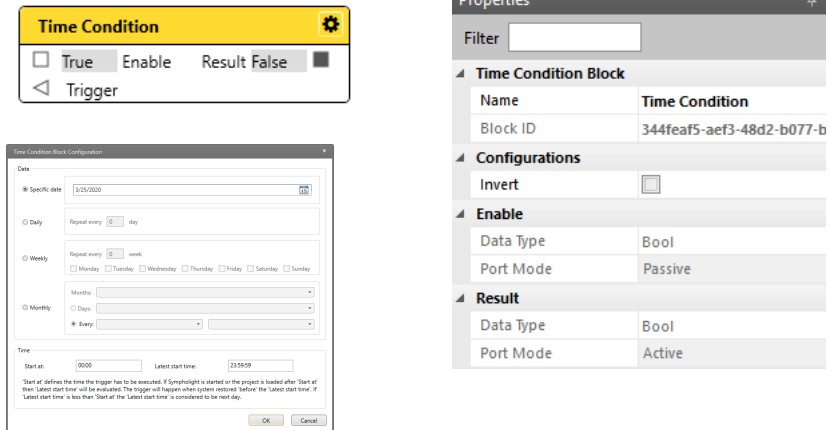 Time Condition
True Enable Result False
Trigger
Time Condition Block Configuration ×
Date
Specific date 3/25/2020 15
Daily Repeat every 0 day
Weekly Repeat every 0 week
Monday Tuesday Wednesday Thursday Friday Saturday Sunday
Monthly Months:
Days:
Every:
Time
Start at: 00:00 Latest start time: 23:59:59
'Start at' defines the time the trigger has to be executed. If Sympholight is started or the project is loaded after 'Start at'
then 'Latest start time' will be evaluated. The trigger will happen when system restored 'before' the 'Latest start time'. If
'Latest start time' is less than 'Start at' the 'Latest start time' is considered to be next day.
OK Cancel
Properties
Filter
Time Condition Block
Name Time Condition
Block ID 344feaf5-aef3-48d2-b077-b
Configurations
Invert
Enable
Data Type Bool
Port Mode Passive
Result
Data Type Bool
Port Mode Active